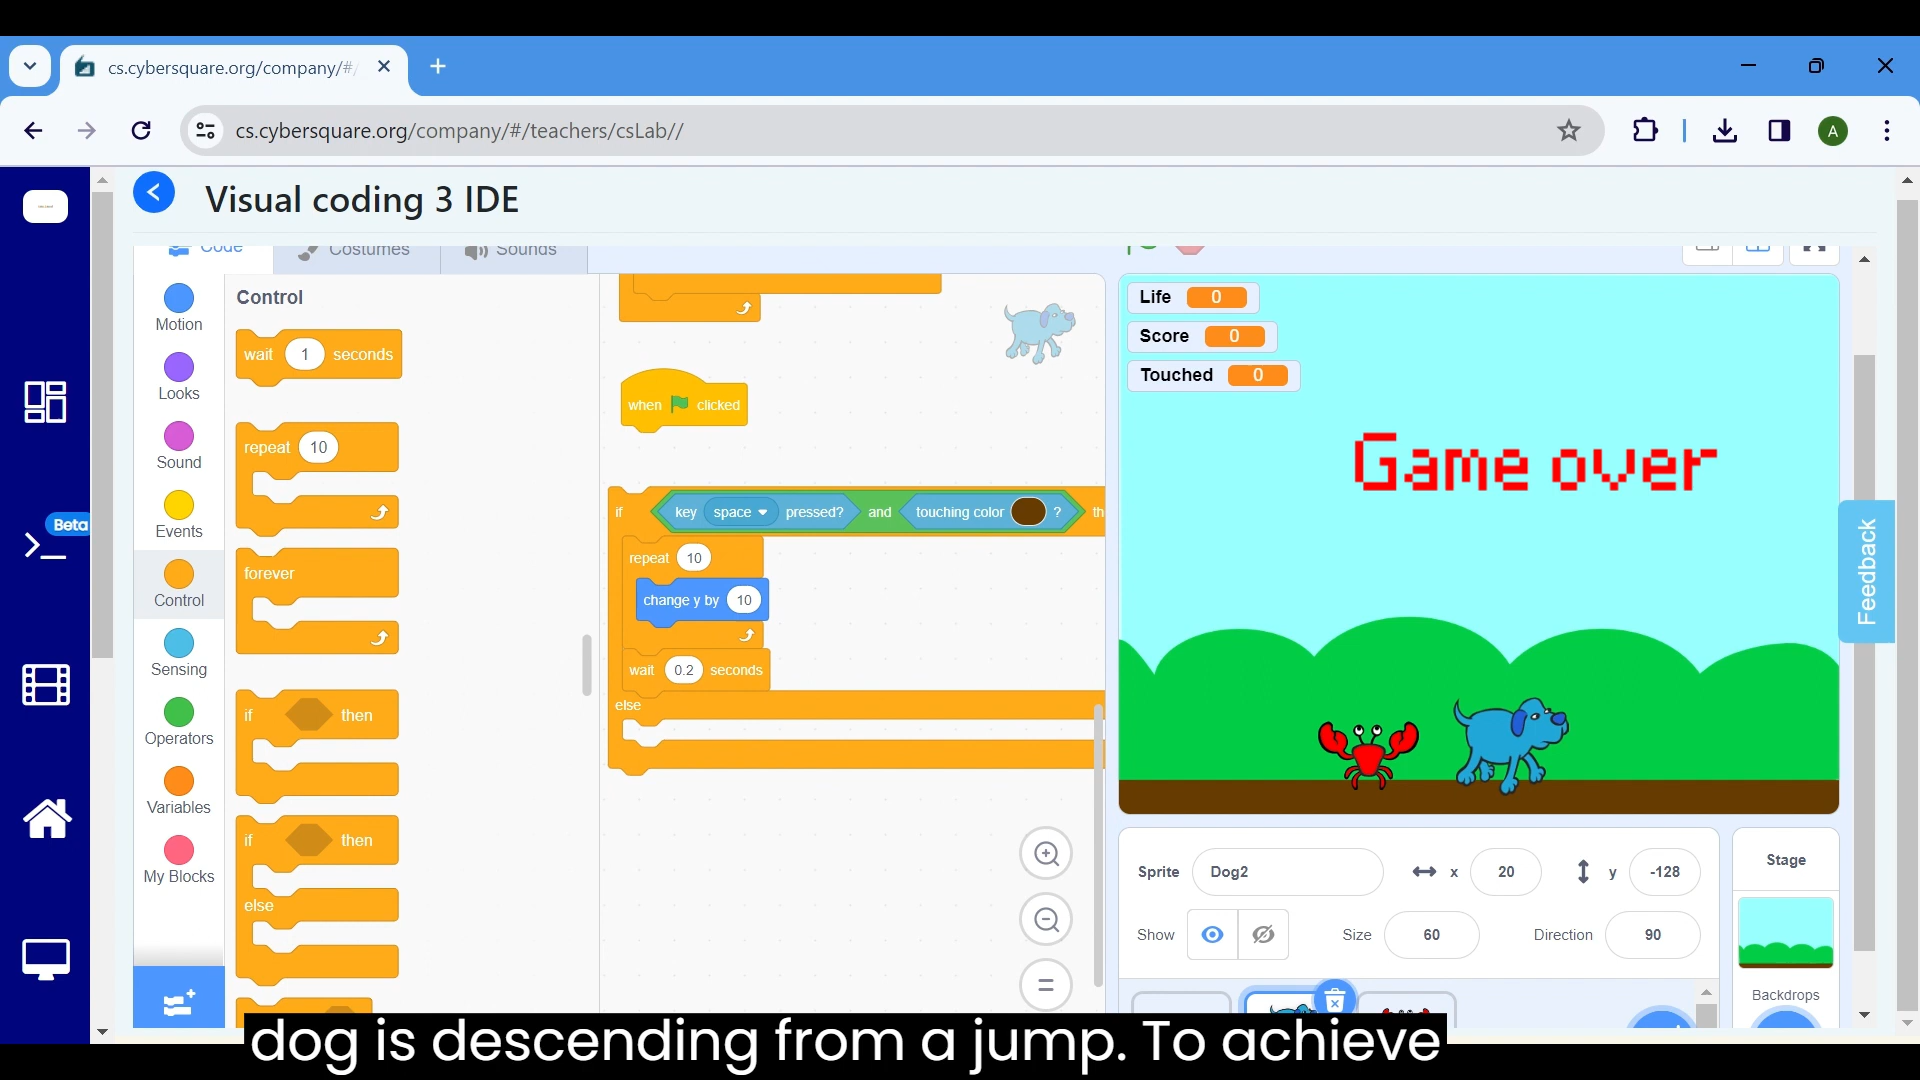 cs.cybersquare.org/company/#/
cs.cybersquare.org/company/#/teachers/csLab//
A
Visual coding 3 IDE
Code
Costumes
Sounds
Beta
Motion
Looks
Sound
Events
Control
Sensing
Operators
Variables
My Blocks
Control
wait 1 seconds
repeat 10
forever
if then
if then
else
when clicked
if key space pressed? and touching color ? th
repeat 10
change y by 10
wait 0.2 seconds
else
Life 0
Score 0
Touched 0
Game over
Feedback
Sprite Dog2 x 20 y -128
Show Size 60 Direction 90
Stage
Backdrops
dog is descending from a jump. To achieve